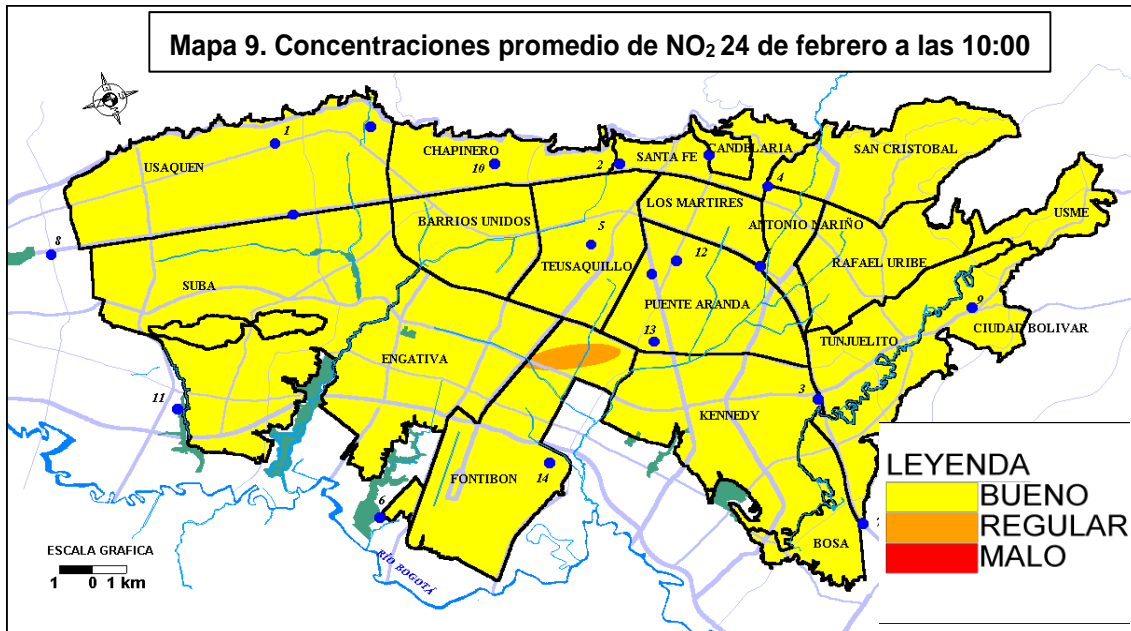 Mapa 9. Concentraciones promedio de NO₂ 24 de febrero a las 10:00
1
USAQUEN
CHAPINERO
10
2
SANTA FE
CANDELARIA
SAN CRISTOBAL
4
LOS MARTIRES
USME
BARRIOS UNIDOS
ANTONIO NARIÑO
5
8
12
TEUSAQUILLO
RAFAEL URIBE
SUBA
PUENTE ARANDA
9
13
CIUDAD BOLIVAR
TUNJUELITO
ENGATIVA
3
11
KENNEDY
FONTIBON
14
6
BOSA
RÍO BOGOTÁ
ESCALA GRAFICA
1 0 1 km
LEYENDA
BUENO
REGULAR
MALO